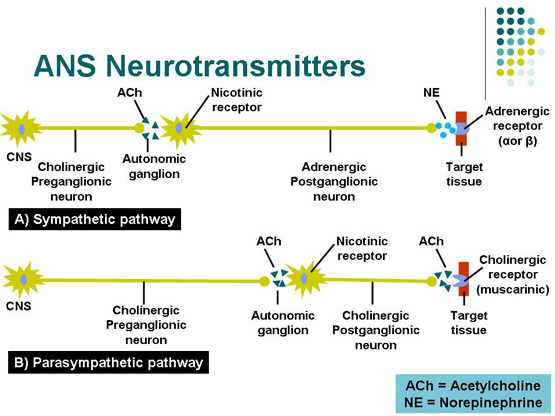 ANS Neurotransmitters
ACh
Nicotinic
receptor
NE
Adrenergic
receptor
(αor β)
CNS
Cholinergic
Preganglionic
neuron
Autonomic
ganglion
Adrenergic
Postganglionic
neuron
Target
tissue
A) Sympathetic pathway
ACh
Nicotinic
receptor
ACh
Cholinergic
receptor
(muscarinic)
CNS
Cholinergic
Preganglionic
neuron
Autonomic
ganglion
Cholinergic
Postganglionic
neuron
Target
tissue
B) Parasympathetic pathway
ACh = Acetylcholine
NE = Norepinephrine